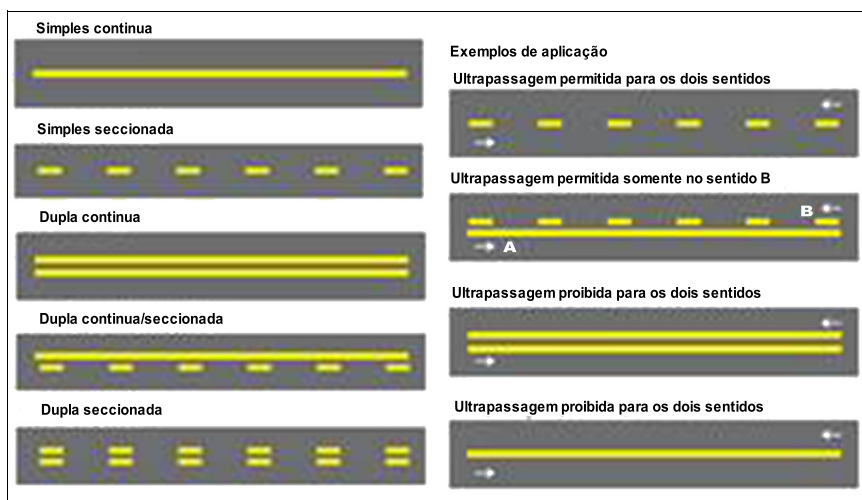 Simples continua
Simples seccionada
Dupla continua
Dupla continua/seccionada
Dupla seccionada
Exemplos de aplicação
Ultrapassagem permitida para os dois sentidos
Ultrapassagem permitida somente no sentido B
B
A
Ultrapassagem proibida para os dois sentidos
Ultrapassagem proibida para os dois sentidos